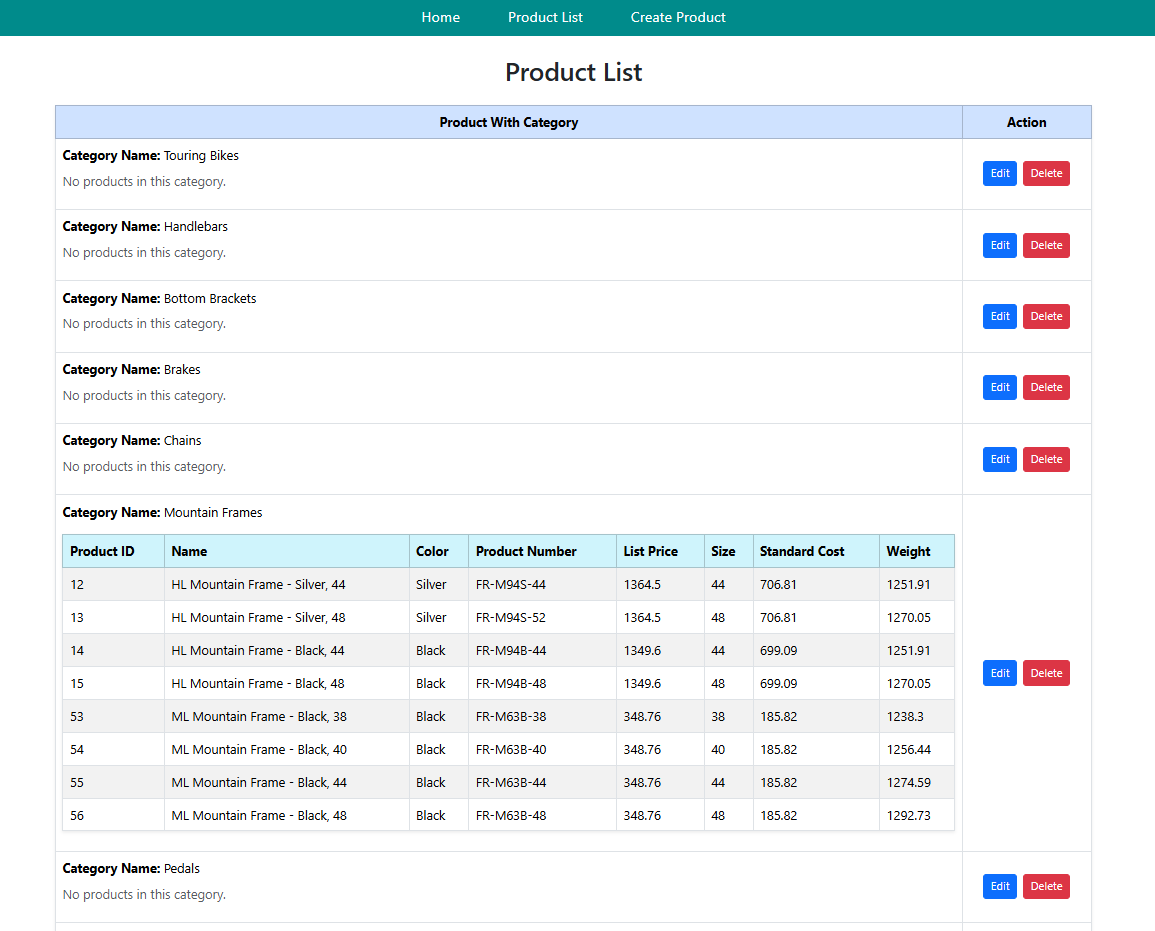 Home Product List Create Product
Product List
Product With Category Action
Category Name: Touring Bikes
No products in this category.
Edit Delete
Category Name: Handlebars
No products in this category.
Edit Delete
Category Name: Bottom Brackets
No products in this category.
Edit Delete
Category Name: Brakes
No products in this category.
Edit Delete
Category Name: Chains
No products in this category.
Edit Delete
Category Name: Mountain Frames
Product ID Name Color Product Number List Price Size Standard Cost Weight
12 HL Mountain Frame - Silver, 44 Silver FR-M94S-44 1364.5 44 706.81 1251.91
13 HL Mountain Frame - Silver, 48 Silver FR-M94S-52 1364.5 48 706.81 1270.05
14 HL Mountain Frame - Black, 44 Black FR-M94B-44 1349.6 44 699.09 1251.91
15 HL Mountain Frame - Black, 48 Black FR-M94B-48 1349.6 48 699.09 1270.05
53 ML Mountain Frame - Black, 38 Black FR-M63B-38 348.76 38 185.82 1238.3
54 ML Mountain Frame - Black, 40 Black FR-M63B-40 348.76 40 185.82 1256.44
55 ML Mountain Frame - Black, 44 Black FR-M63B-44 348.76 44 185.82 1274.59
56 ML Mountain Frame - Black, 48 Black FR-M63B-48 348.76 48 185.82 1292.73
Edit Delete
Category Name: Pedals
No products in this category.
Edit Delete